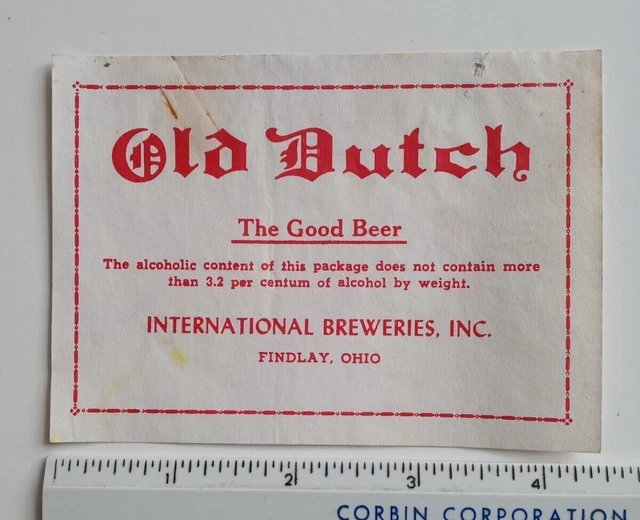 Old Dutch
The Good Beer
The alcoholic content of this package does not contain more
than 3.2 per centum of alcohol by weight.
INTERNATIONAL BREWERIES, INC.
FINDLAY, OHIO
1 2 3 4
CORBIN CORPORATION